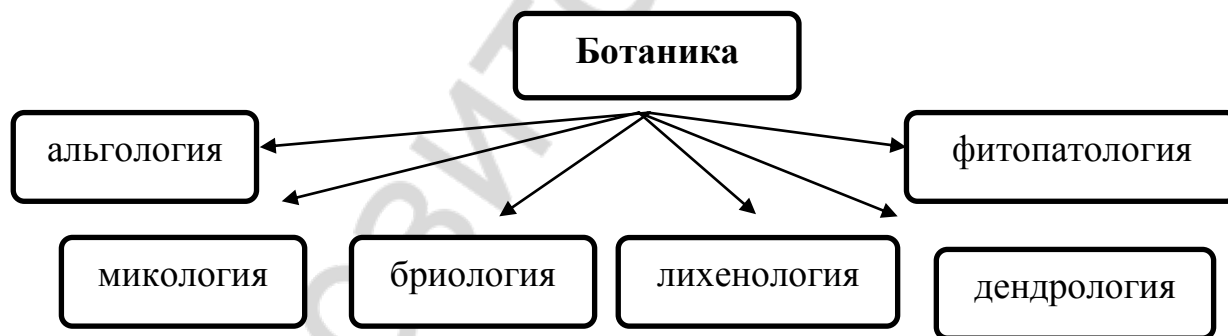 Ботаника
альгология
фитопатология
микология
бриология
лихенология
дендрология